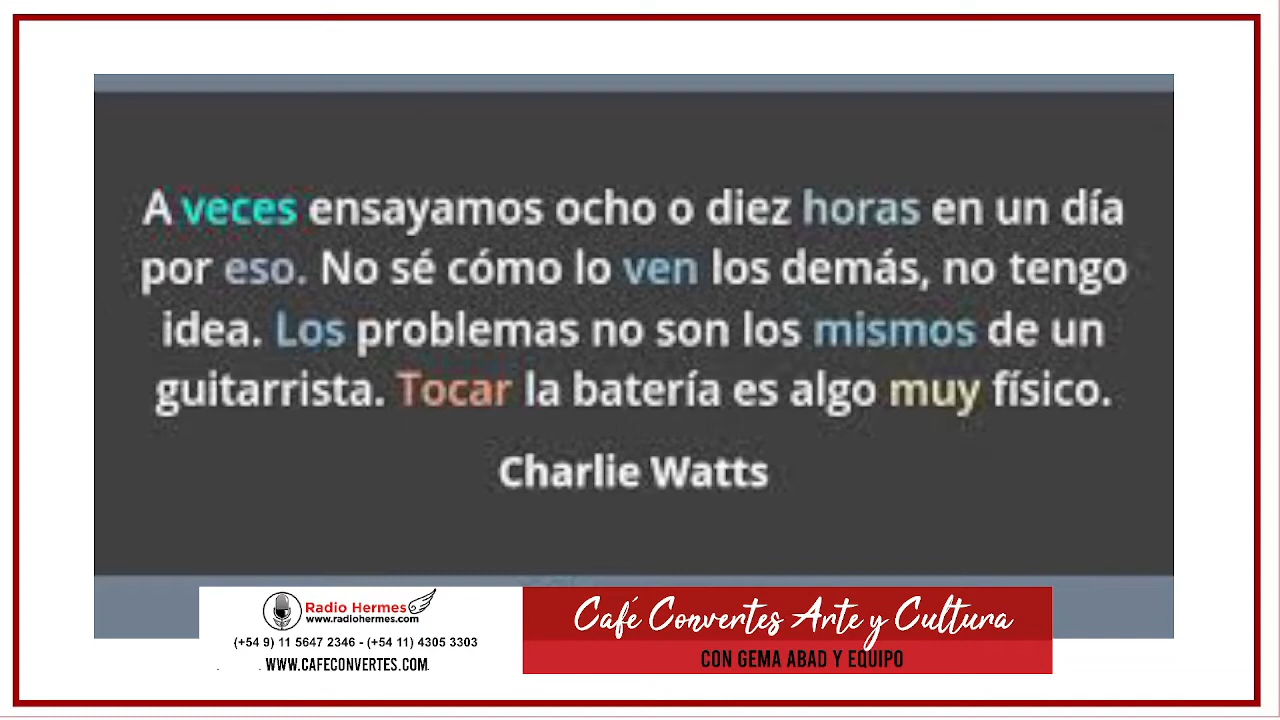 A veces ensayamos ocho o diez horas en un día
por eso. No sé cómo lo ven los demás, no tengo
idea. Los problemas no son los mismos de un
guitarrista. Tocar la batería es algo muy físico.
Charlie Watts
Radio Hermes
www.radiohermes.com
(+54 9) 11 5647 2346 - (+54 11) 4305 3303
WWW.CAFECONVERTES.COM
Café Convertes Arte y Cultura
CON GEMA ABAD Y EQUIPO